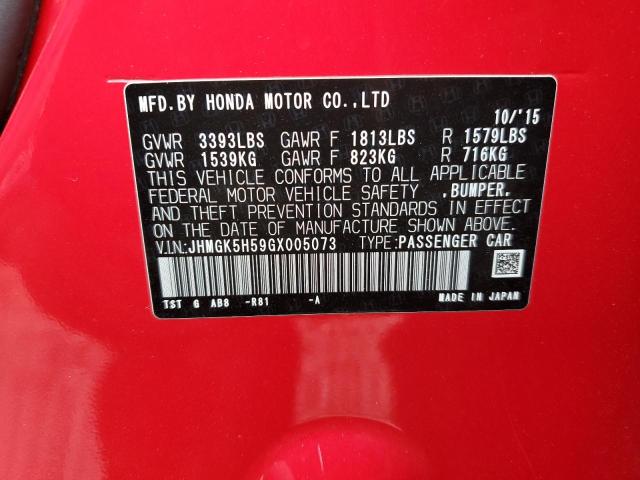 MFD.BY HONDA MOTOR CO.,LTD
10/'15
GVWR 3393LBS GAWR F 1813LBS R 1579LBS
GVWR 1539KG GAWR F 823KG R 716KG
THIS VEHICLE CONFORMS TO ALL APPLICABLE
FEDERAL MOTOR VEHICLE SAFETY ,BUMPER,
AND THEFT PREVENTION STANDARDS IN EFFECT
ON THE DATE OF MANUFACTURE SHOWN ABOVE.
V.I.N:JHMGK5H59GX005073 TYPE:PASSENGER CAR
TST G AB8 -R81 -A
MADE IN JAPAN